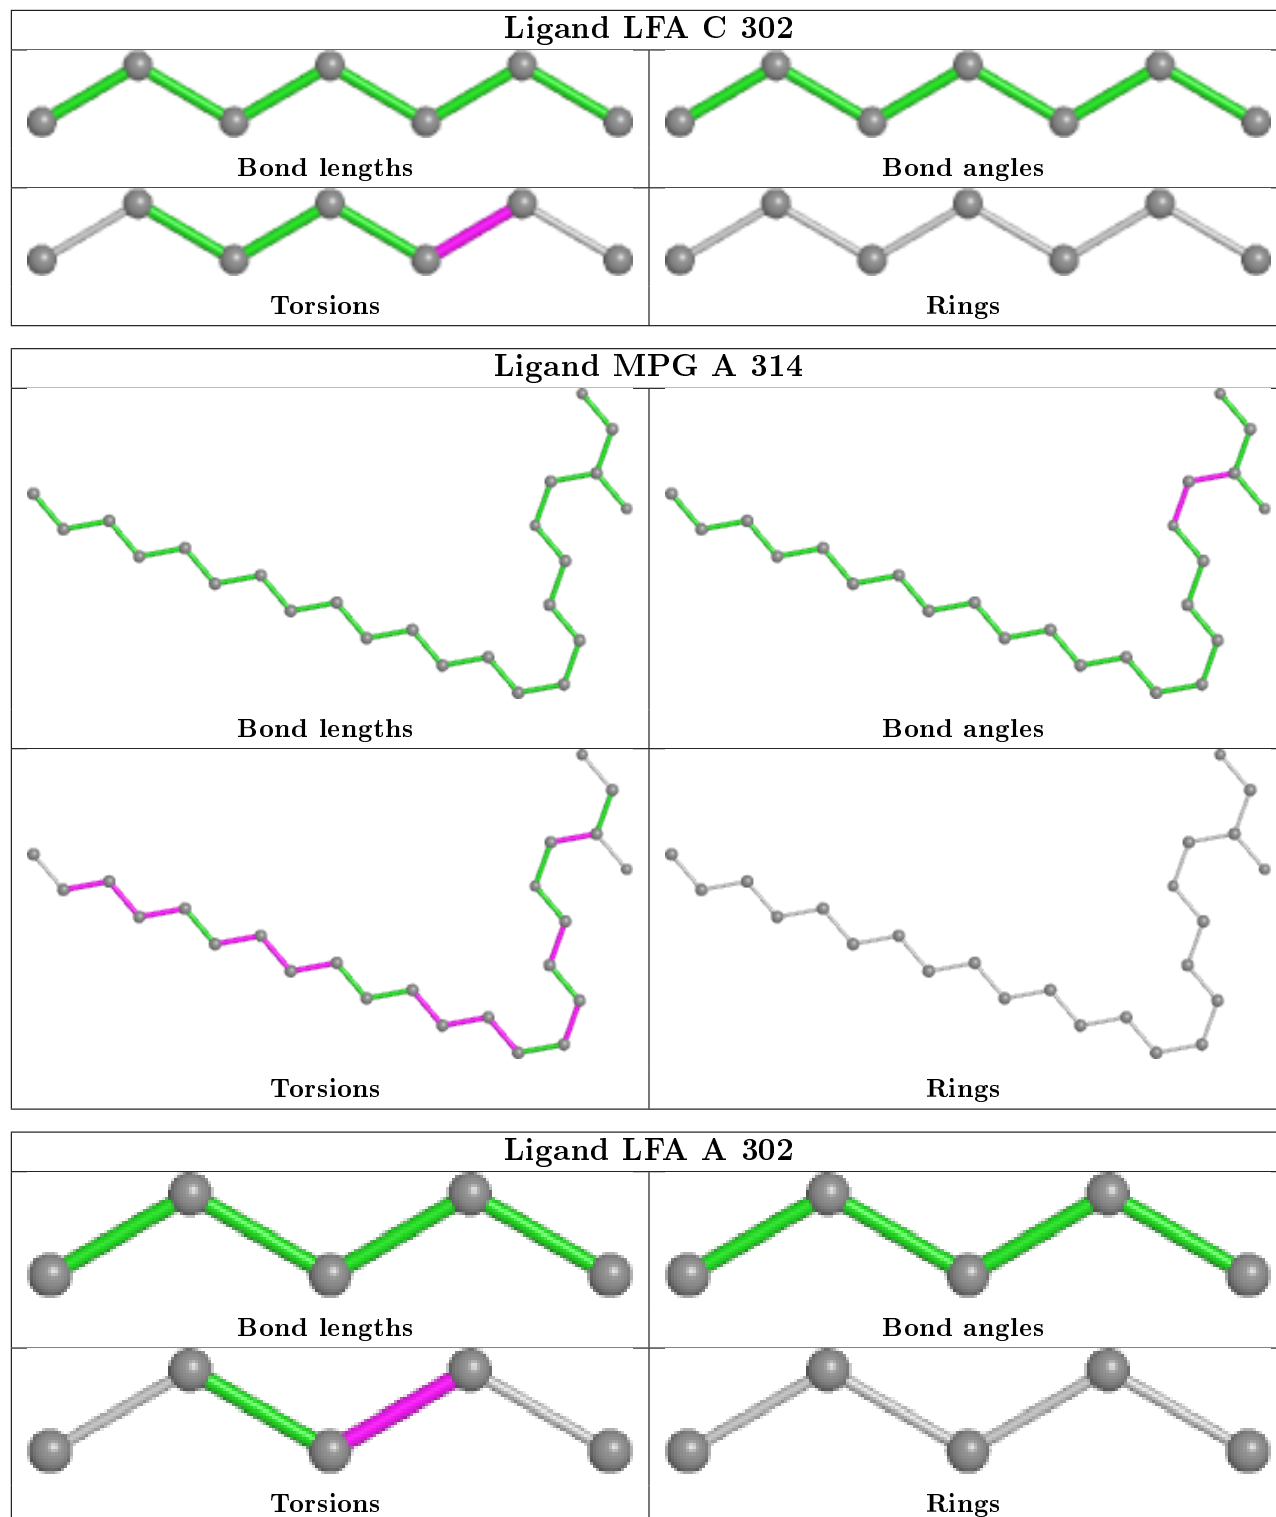 Ligand LFA C 302
Bond lengths
Bond angles
Torsions
Rings
Ligand MPG A 314
Bond lengths
Bond angles
Torsions
Rings
Ligand LFA A 302
Bond lengths
Bond angles
Torsions
Rings